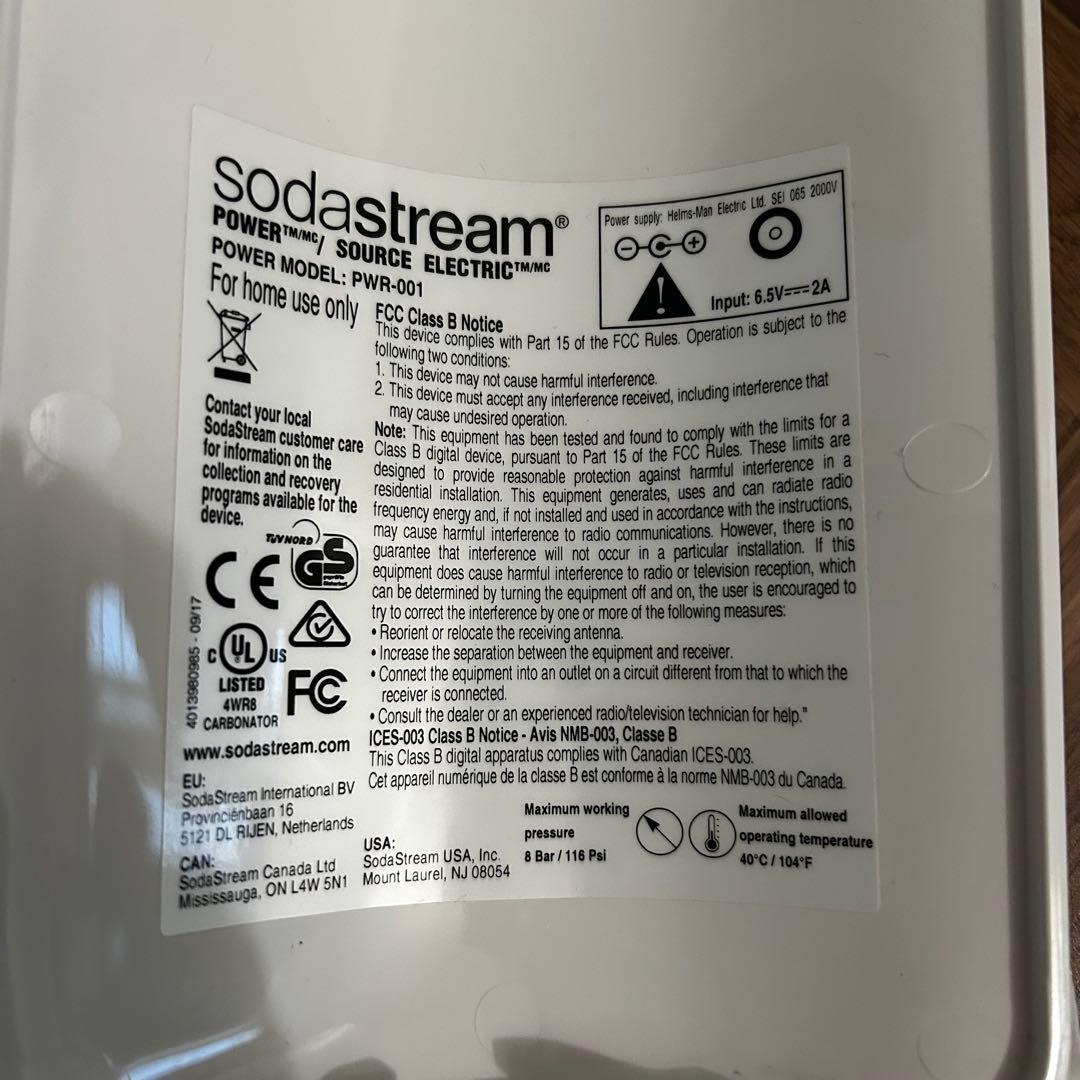 sodastream®
POWER™/MC/ SOURCE ELECTRIC™/MC
POWER MODEL: PWR-001
For home use only
Power supply: Helms-Man Electric Ltd. SEI 065 2000V
Input: 6.5V⎓2A
Contact your local
SodaStream customer care
for information on the
collection and recovery
programs available for the
device.
TÜV NORD
GS
geprüfte
Sicherheit
CE
C UL US
LISTED
4WR8
CARBONATOR
FC
4013980985 - 09/17
www.sodastream.com
EU:
SodaStream International BV
Provinciënbaan 16
5121 DL RIJEN, Netherlands
CAN:
SodaStream Canada Ltd
Mississauga, ON L4W 5N1
FCC Class B Notice
This device complies with Part 15 of the FCC Rules. Operation is subject to the
following two conditions:
1. This device may not cause harmful interference.
2. This device must accept any interference received, including interference that
may cause undesired operation.
Note: This equipment has been tested and found to comply with the limits for a
Class B digital device, pursuant to Part 15 of the FCC Rules. These limits are
designed to provide reasonable protection against harmful interference in a
residential installation. This equipment generates, uses and can radiate radio
frequency energy and, if not installed and used in accordance with the instructions,
may cause harmful interference to radio communications. However, there is no
guarantee that interference will not occur in a particular installation. If this
equipment does cause harmful interference to radio or television reception, which
can be determined by turning the equipment off and on, the user is encouraged to
try to correct the interference by one or more of the following measures:
• Reorient or relocate the receiving antenna.
• Increase the separation between the equipment and receiver.
• Connect the equipment into an outlet on a circuit different from that to which the
receiver is connected.
• Consult the dealer or an experienced radio/television technician for help."
ICES-003 Class B Notice - Avis NMB-003, Classe B
This Class B digital apparatus complies with Canadian ICES-003.
Cet appareil numérique de la classe B est conforme à la norme NMB-003 du Canada.
USA:
SodaStream USA, Inc.
Mount Laurel, NJ 08054
Maximum working
pressure
8 Bar / 116 Psi
Maximum allowed
operating temperature
40°C / 104°F